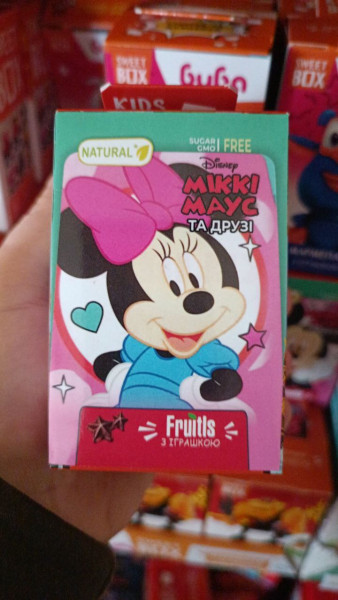 SWEET
BOX
SWEET
BOX
KIDS
NATURAL
SUGAR
GMO FREE
Disney
МІККІ
МАУС
ТА ДРУЗІ
Fruitls
З ІГРАШКОЮ